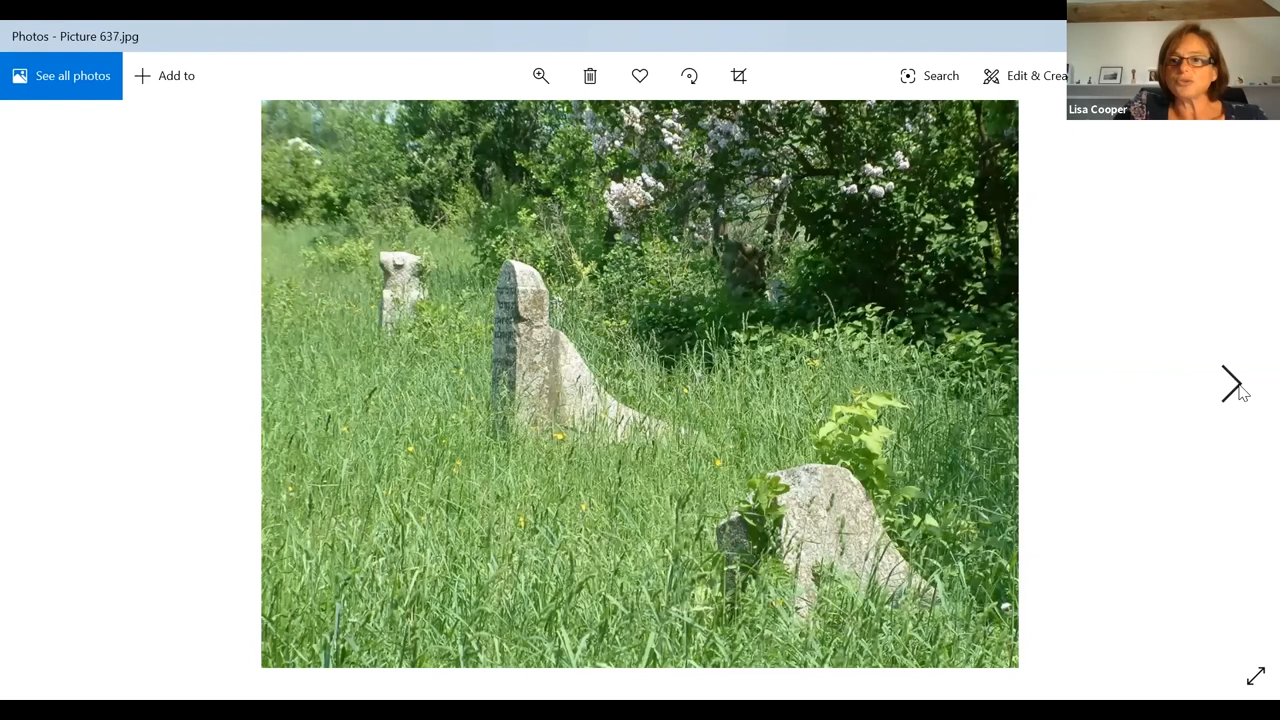 Photos - Picture 637.jpg
See all photos
Add to
Search
Edit & Crea
Lisa Cooper